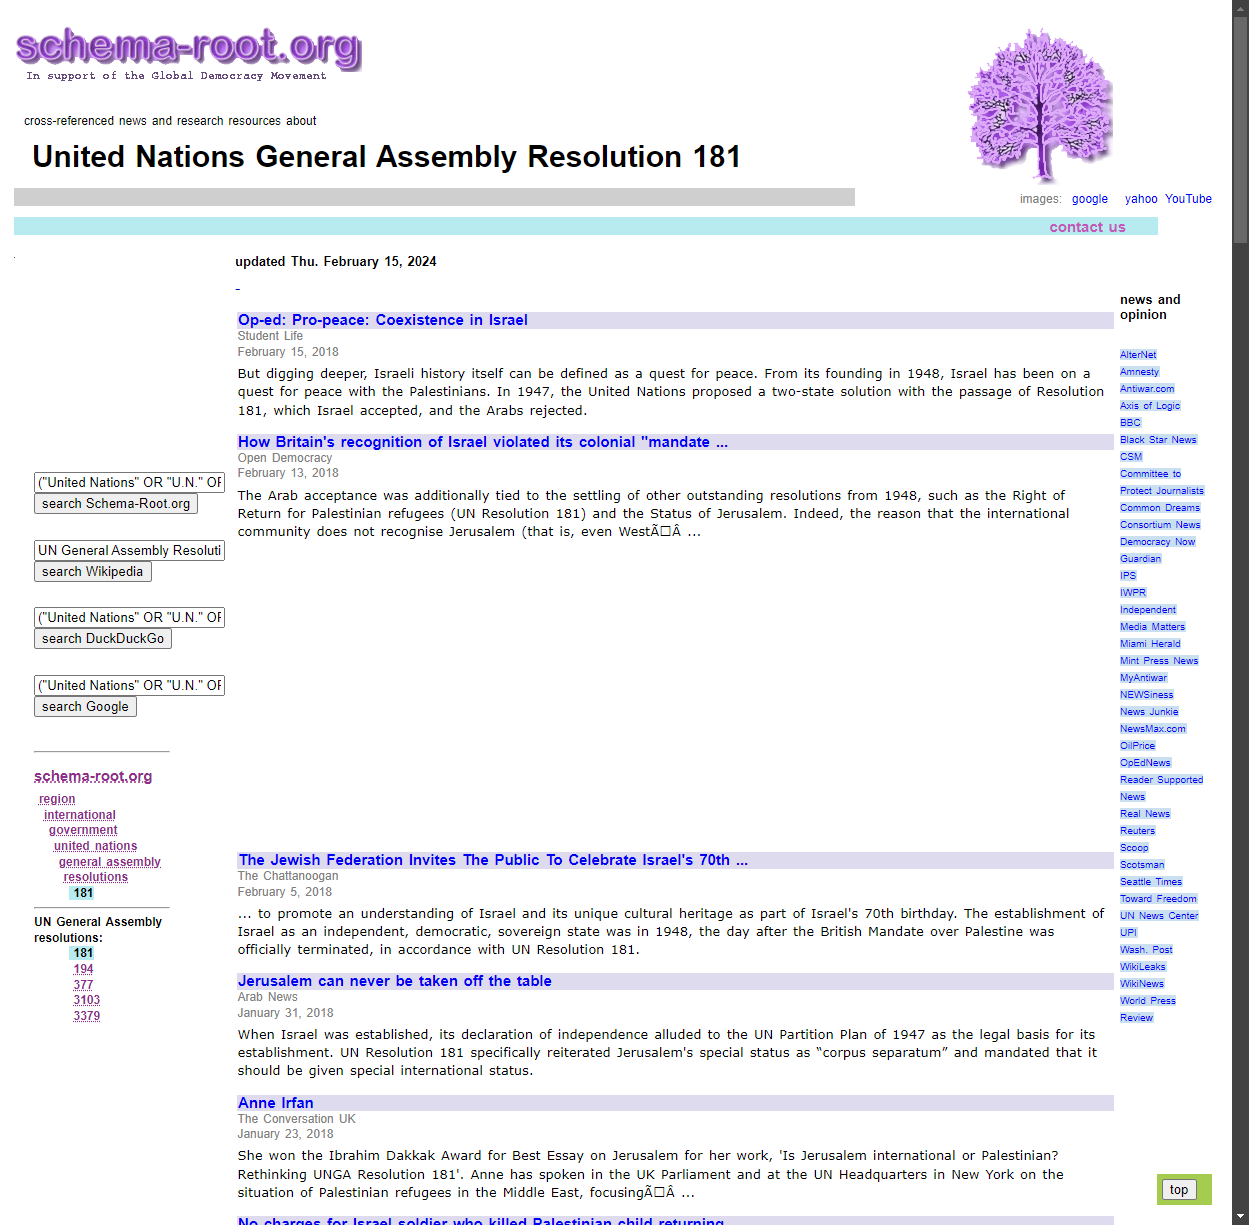 schema-root.org
In support of the Global Democracy Movement
cross-referenced news and research resources about
United Nations General Assembly Resolution 181
images: google yahoo YouTube
contact us
updated Thu. February 15, 2024
-
Op-ed: Pro-peace: Coexistence in Israel
Student Life
February 15, 2018
But digging deeper, Israeli history itself can be defined as a quest for peace. From its founding in 1948, Israel has been on a
quest for peace with the Palestinians. In 1947, the United Nations proposed a two-state solution with the passage of Resolution
181, which Israel accepted, and the Arabs rejected.
How Britain's recognition of Israel violated its colonial "mandate ...
Open Democracy
February 13, 2018
The Arab acceptance was additionally tied to the settling of other outstanding resolutions from 1948, such as the Right of
Return for Palestinian refugees (UN Resolution 181) and the Status of Jerusalem. Indeed, the reason that the international
community does not recognise Jerusalem (that is, even WestÃ□Â ...
The Jewish Federation Invites The Public To Celebrate Israel's 70th ...
The Chattanoogan
February 5, 2018
... to promote an understanding of Israel and its unique cultural heritage as part of Israel's 70th birthday. The establishment of
Israel as an independent, democratic, sovereign state was in 1948, the day after the British Mandate over Palestine was
officially terminated, in accordance with UN Resolution 181.
Jerusalem can never be taken off the table
Arab News
January 31, 2018
When Israel was established, its declaration of independence alluded to the UN Partition Plan of 1947 as the legal basis for its
establishment. UN Resolution 181 specifically reiterated Jerusalem's special status as “corpus separatum” and mandated that it
should be given special international status.
Anne Irfan
The Conversation UK
January 23, 2018
She won the Ibrahim Dakkak Award for Best Essay on Jerusalem for her work, 'Is Jerusalem international or Palestinian?
Rethinking UNGA Resolution 181'. Anne has spoken in the UK Parliament and at the UN Headquarters in New York on the
situation of Palestinian refugees in the Middle East, focusingÃ□Â ...
No charges for Israel soldier who killed Palestinian child returning
("United Nations" OR "U.N." OF
search Schema-Root.org
UN General Assembly Resoluti
search Wikipedia
("United Nations" OR "U.N." OF
search DuckDuckGo
("United Nations" OR "U.N." OF
search Google
schema-root.org
region
international
government
united nations
general assembly
resolutions
181
UN General Assembly
resolutions:
181
194
377
3103
3379
news and
opinion
AlterNet
Amnesty
Antiwar.com
Axis of Logic
BBC
Black Star News
CSM
Committee to
Protect Journalists
Common Dreams
Consortium News
Democracy Now
Guardian
IPS
IWPR
Independent
Media Matters
Miami Herald
Mint Press News
MyAntiwar
NEWSiness
News Junkie
NewsMax.com
OilPrice
OpEdNews
Reader Supported
News
Real News
Reuters
Scoop
Scotsman
Seattle Times
Toward Freedom
UN News Center
UPI
Wash. Post
WikiLeaks
WikiNews
World Press
Review
top